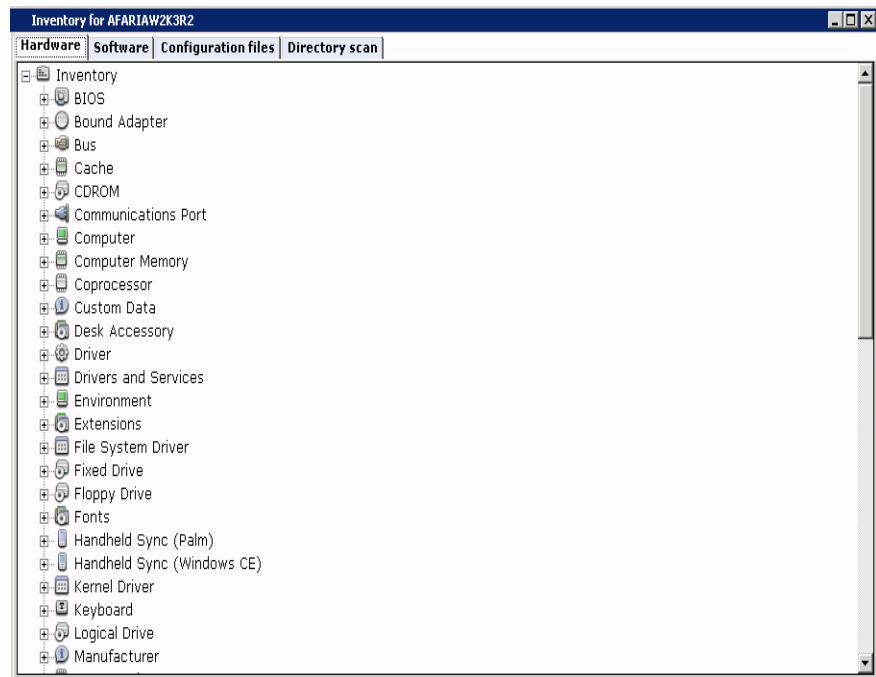 Inventory for AFARIAW2K3R2
Hardware Software Configuration files Directory scan
Inventory
BIOS
Bound Adapter
Bus
Cache
CDROM
Communications Port
Computer
Computer Memory
Coprocessor
Custom Data
Desk Accessory
Driver
Drivers and Services
Environment
Extensions
File System Driver
Fixed Drive
Floppy Drive
Fonts
Handheld Sync (Palm)
Handheld Sync (Windows CE)
Kernel Driver
Keyboard
Logical Drive
Manufacturer